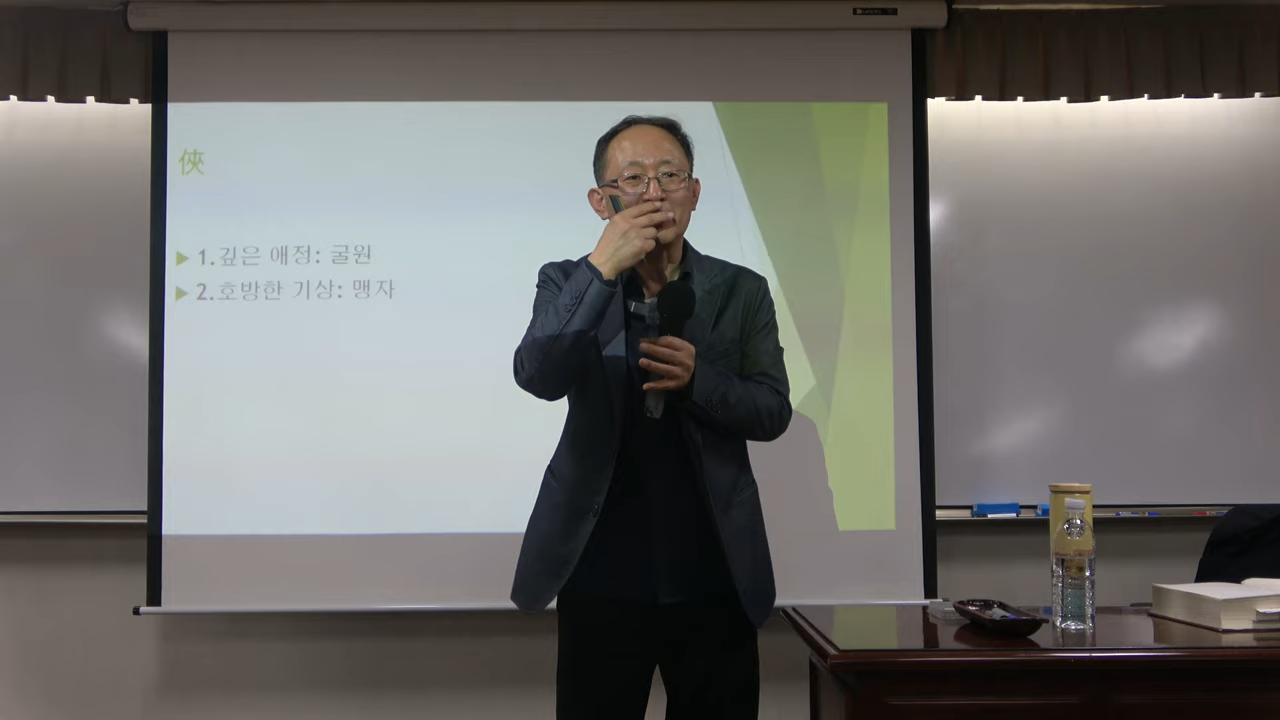 俠
1.깊은 애정: 굴원
2.호방한 기상: 맹자